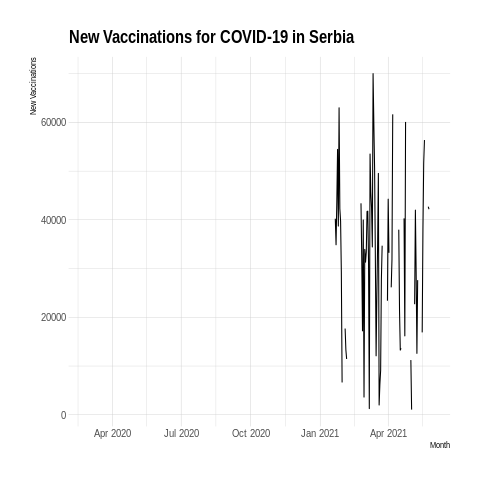 New Vaccinations for COVID-19 in Serbia
New Vaccinations
60000
40000
20000
0
Apr 2020
Jul 2020
Oct 2020
Jan 2021
Apr 2021
Month